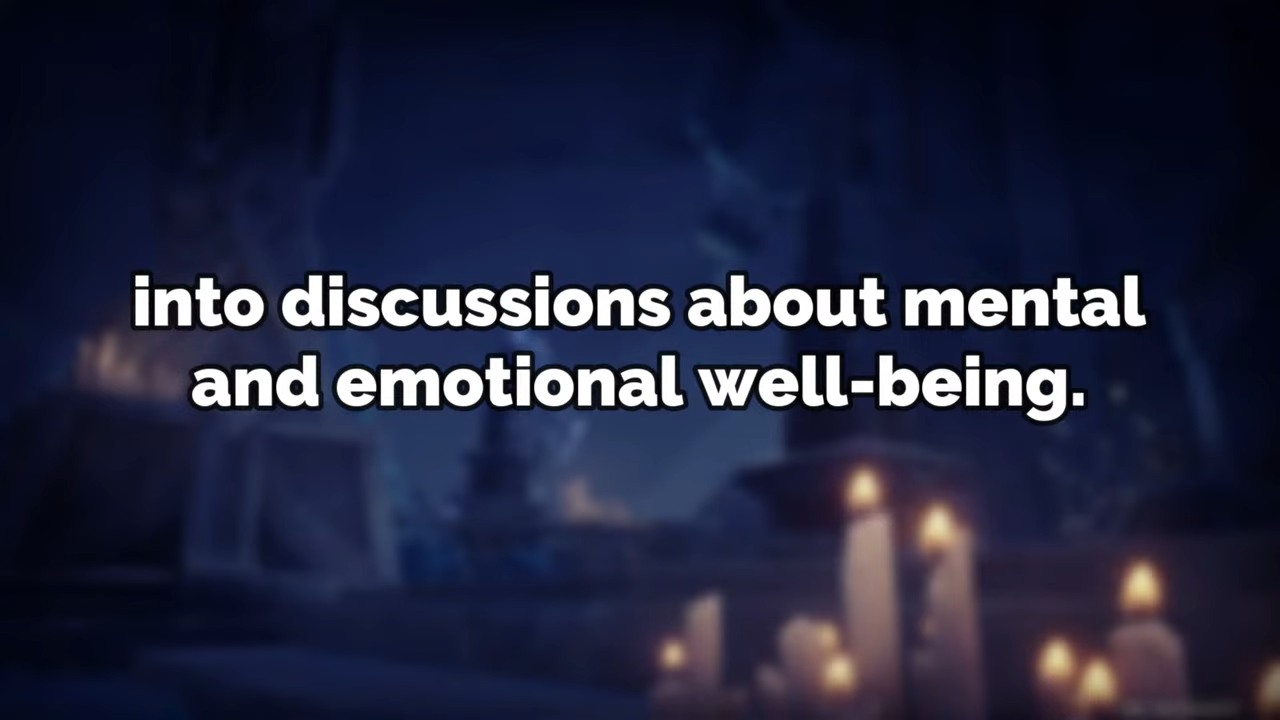 into discussions about mental
and emotional well-being.